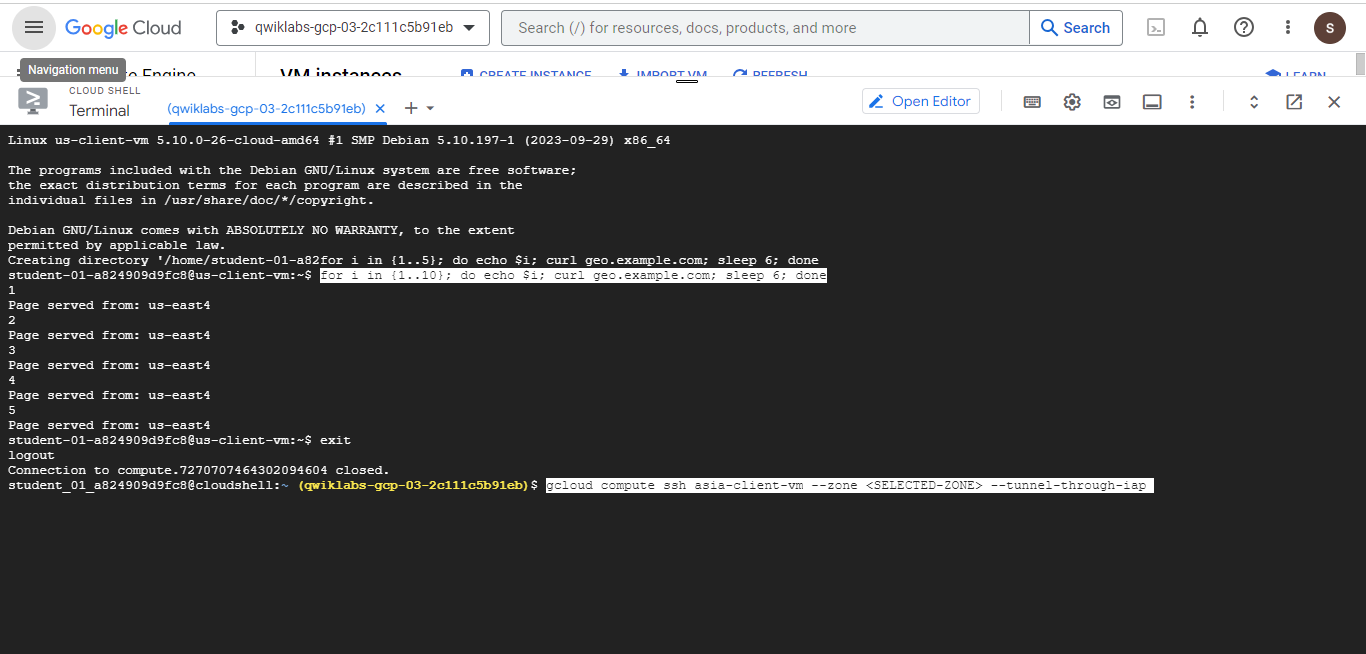 Google Cloud
qwiklabs-gcp-03-2c111c5b91eb
Search (/) for resources, docs, products, and more
Search
S
Navigation menu
Engine
VM instances
CREATE INSTANCE
IMPORT VM
REFRESH
LEARN
CLOUD SHELL
Terminal
(qwiklabs-gcp-03-2c111c5b91eb)
Open Editor
Linux us-client-vm 5.10.0-26-cloud-amd64 #1 SMP Debian 5.10.197-1 (2023-09-29) x86_64
The programs included with the Debian GNU/Linux system are free software;
the exact distribution terms for each program are described in the
individual files in /usr/share/doc/*/copyright.
Debian GNU/Linux comes with ABSOLUTELY NO WARRANTY, to the extent
permitted by applicable law.
Creating directory '/home/student-01-a82for i in {1..5}; do echo $i; curl geo.example.com; sleep 6; done
student-01-a824909d9fc8@us-client-vm:~$ for i in {1..10}; do echo $i; curl geo.example.com; sleep 6; done
1
Page served from: us-east4
2
Page served from: us-east4
3
Page served from: us-east4
4
Page served from: us-east4
5
Page served from: us-east4
student-01-a824909d9fc8@us-client-vm:~$ exit
logout
Connection to compute.7270707464302094604 closed.
student_01_a824909d9fc8@cloudshell:~ (qwiklabs-gcp-03-2c111c5b91eb)$ gcloud compute ssh asia-client-vm --zone <SELECTED-ZONE> --tunnel-through-iap